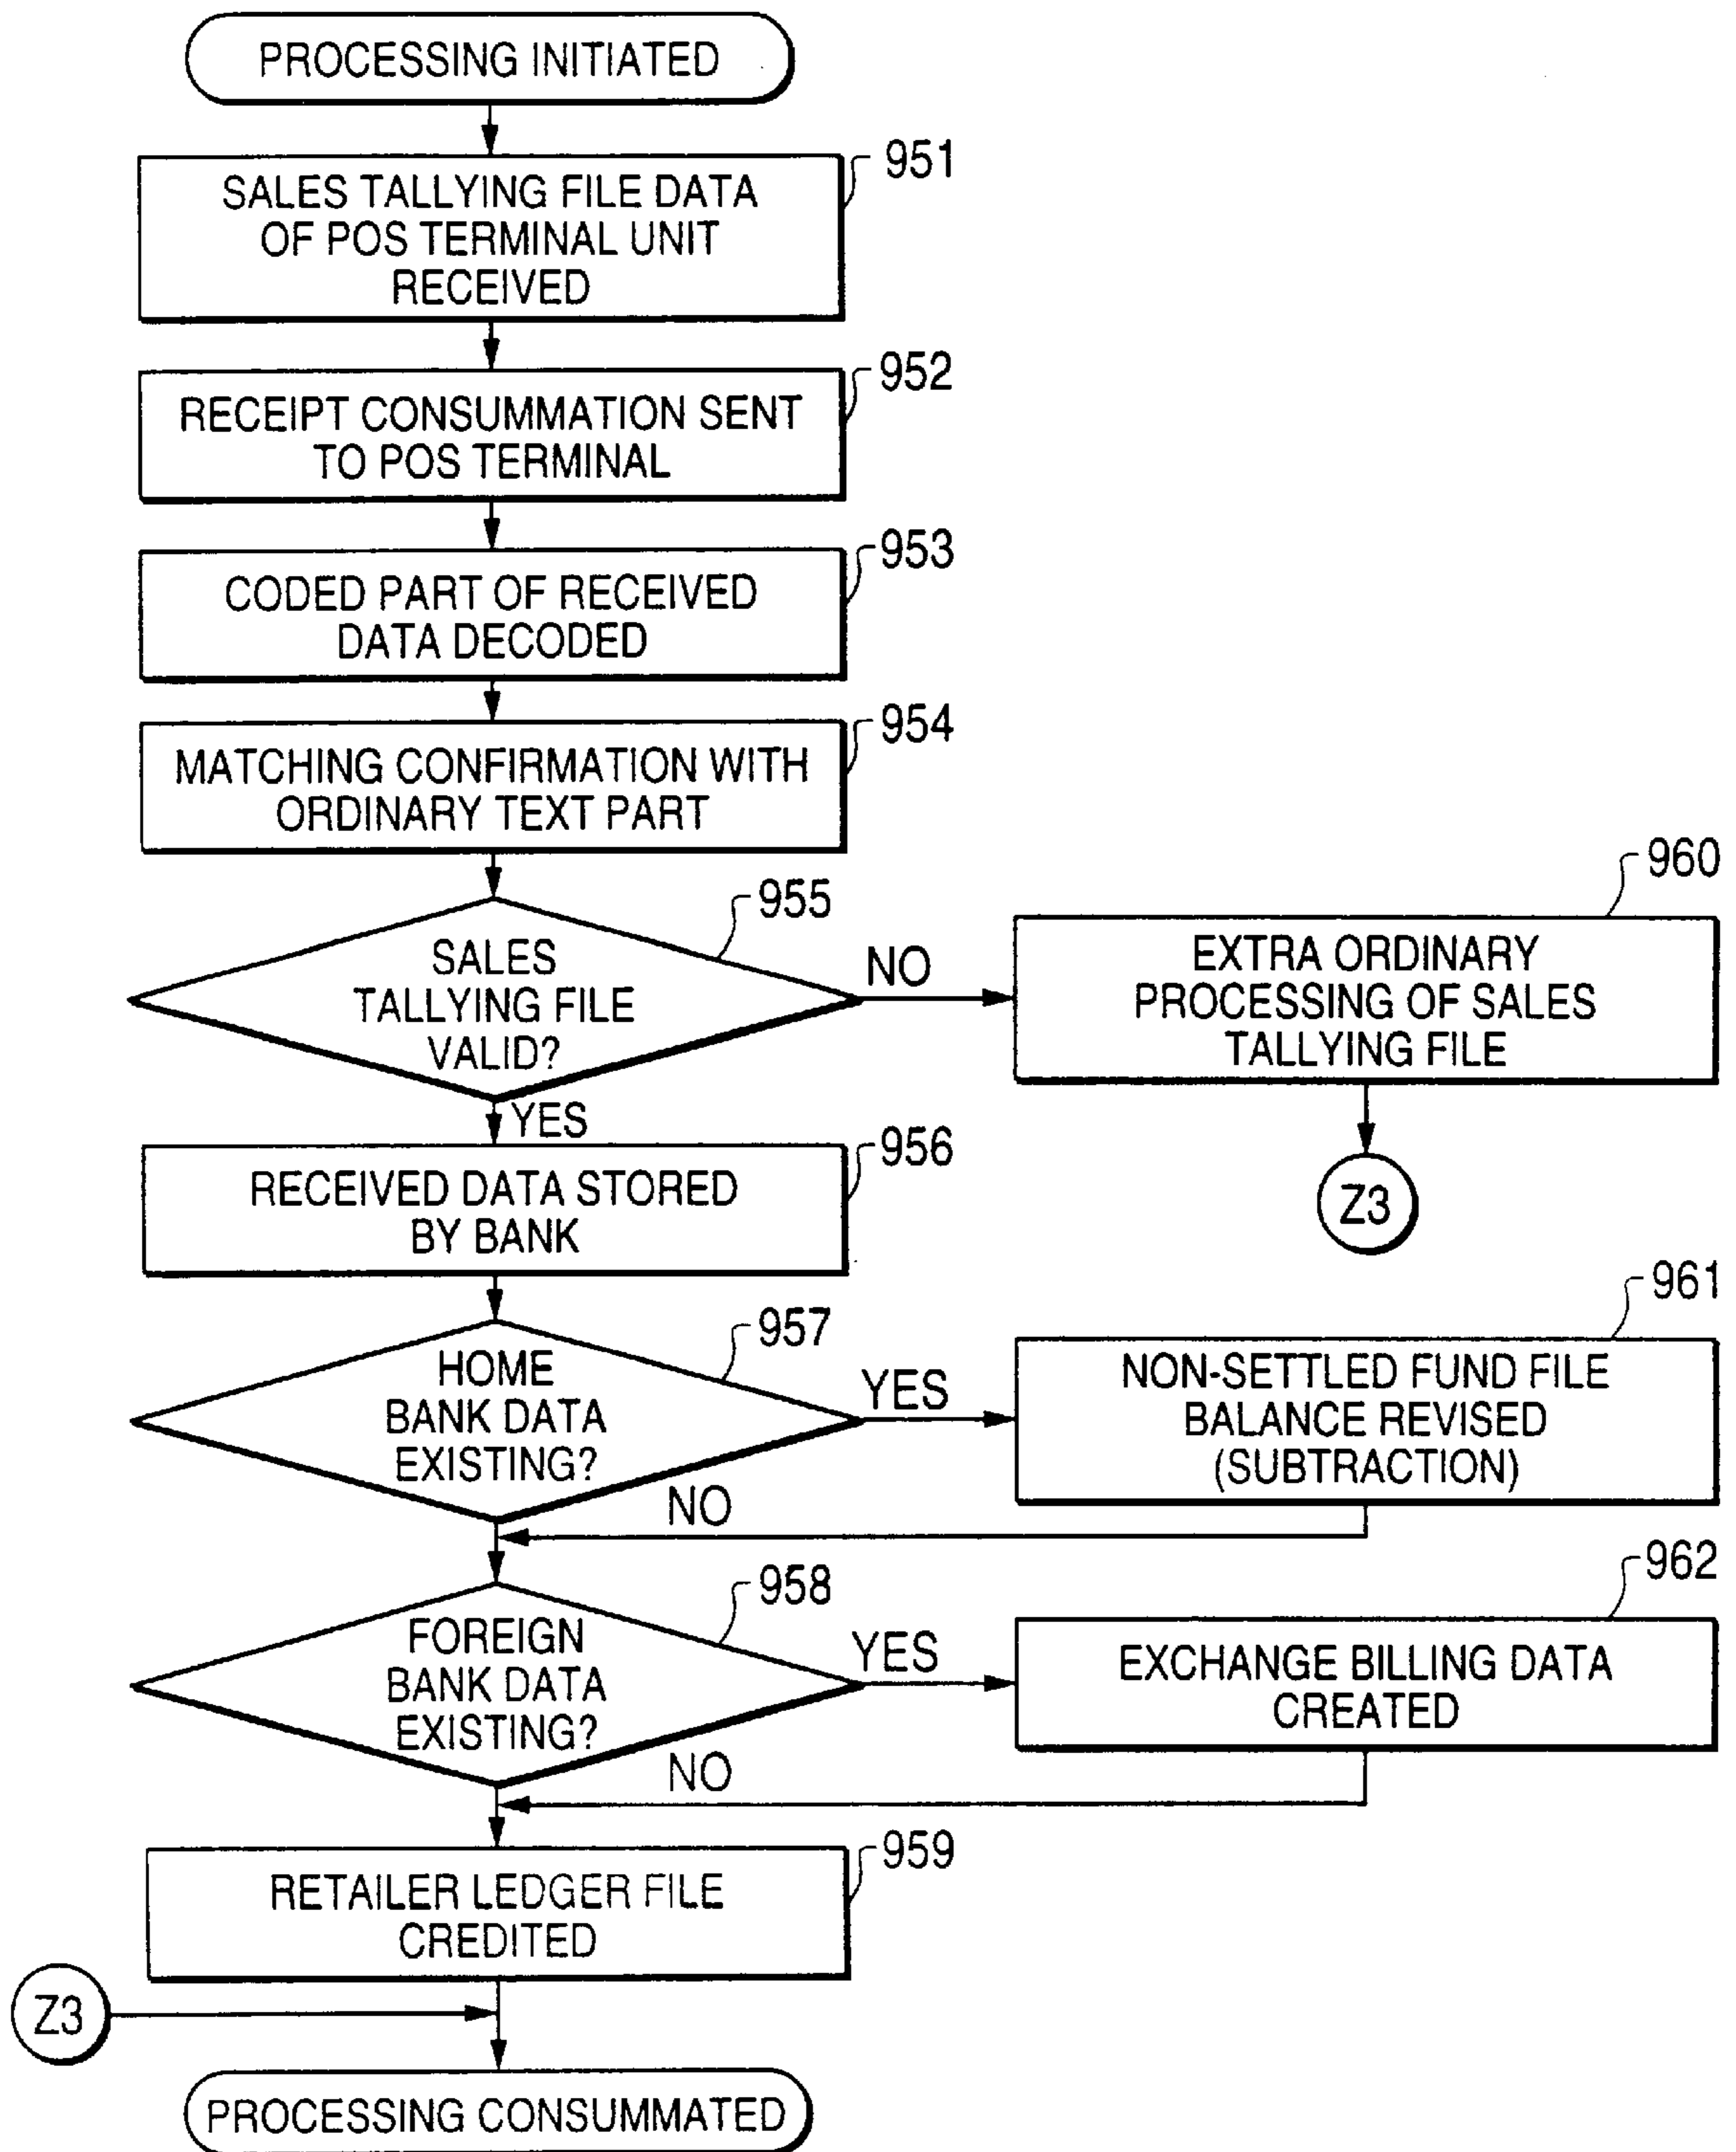 PROCESSING INITIATED
951
SALES TALLYING FILE DATA
OF POS TERMINAL UNIT
RECEIVED
952
RECEIPT CONSUMMATION SENT
TO POS TERMINAL
953
CODED PART OF RECEIVED
DATA DECODED
954
MATCHING CONFIRMATION WITH
ORDINARY TEXT PART
955
SALES
TALLYING FILE
VALID?
NO
960
EXTRA ORDINARY
PROCESSING OF SALES
TALLYING FILE
Z3
YES
956
RECEIVED DATA STORED
BY BANK
957
HOME
BANK DATA
EXISTING?
YES
961
NON-SETTLED FUND FILE
BALANCE REVISED
(SUBTRACTION)
NO
958
FOREIGN
BANK DATA
EXISTING?
YES
962
EXCHANGE BILLING DATA
CREATED
NO
959
RETAILER LEDGER FILE
CREDITED
Z3
PROCESSING CONSUMMATED